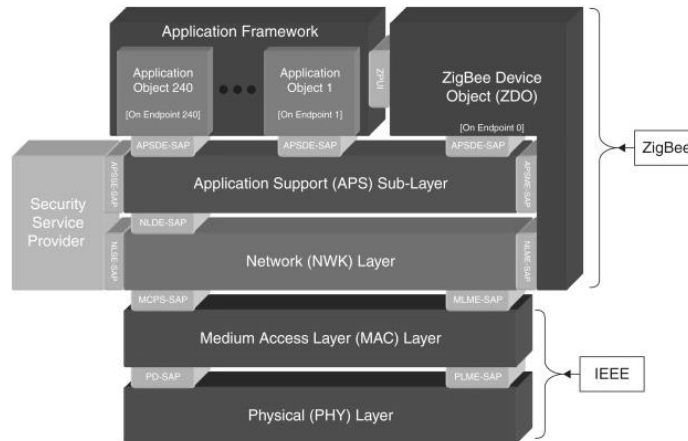 Application Framework
Application
Object 240
[On Endpoint 240]
Application
Object 1
[On Endpoint 1]
ZPUI
ZigBee Device
Object (ZDO)
[On Endpoint 0]
APSDE-SAP
APSDE-SAP
APSDE-SAP
ZigBee
Security
Service
Provider
APSDE-SAP
Application Support (APS) Sub-Layer
APSME-SAP
NLDE-SAP
NLDE-SAP
Network (NWK) Layer
NLME-SAP
MCPS-SAP
MLME-SAP
Medium Access Layer (MAC) Layer
IEEE
PD-SAP
PLME-SAP
Physical (PHY) Layer